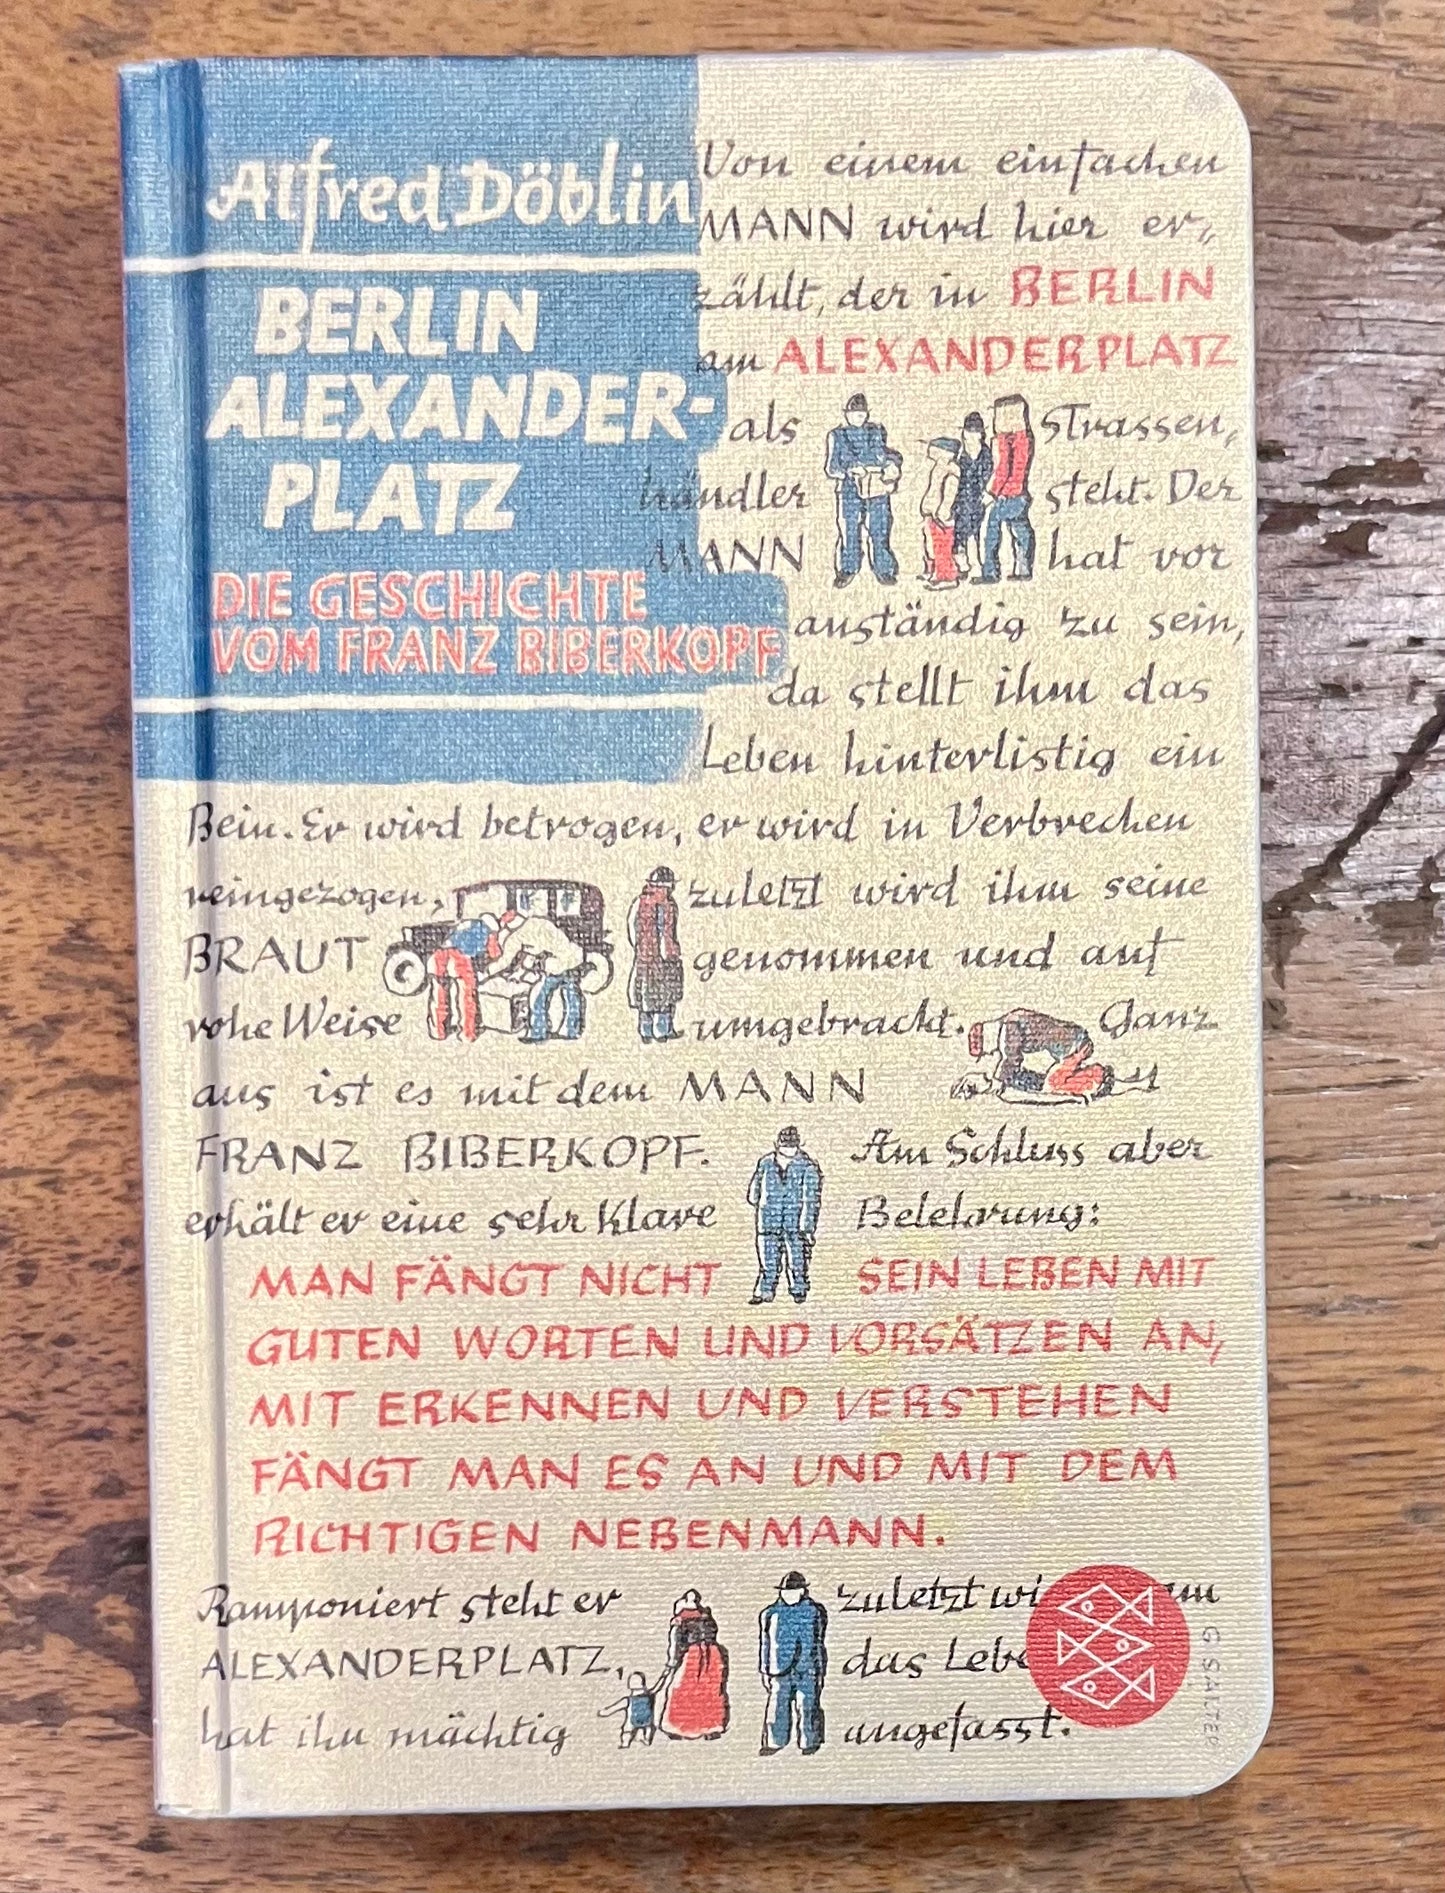 Alfred Döblin
BERLIN
ALEXANDER-
PLATZ
DIE GESCHICHTE
VOM FRANZ BIBERKOPF
Von einem einfachen
MANN wird hier er-
zählt, der in BERLIN
am ALEXANDERPLATZ
als Strassen-
händler steht. Der
MANN hat vor
anständig zu sein,
da stellt ihm das
Leben hinterlistig ein
Bein. Er wird betrogen, er wird in Verbrechen
reingezogen, zuletzt wird ihm seine
BRAUT genommen und auf
rohe Weise umgebracht. Ganz
aus ist es mit dem MANN
FRANZ BIBERKOPF. Am Schluss aber
erhält er eine sehr klare Belehrung:
MAN FÄNGT NICHT SEIN LEBEN MIT
GUTEN WORTEN UND VORSÄTZEN AN,
MIT ERKENNEN UND VERSTEHEN
FÄNGT MAN ES AN UND MIT DEM
RICHTIGEN NEBENMANN.
Ramponiert steht er zuletzt am
ALEXANDERPLATZ, das
hat ihn mächtig angefasst.
G. SALTER